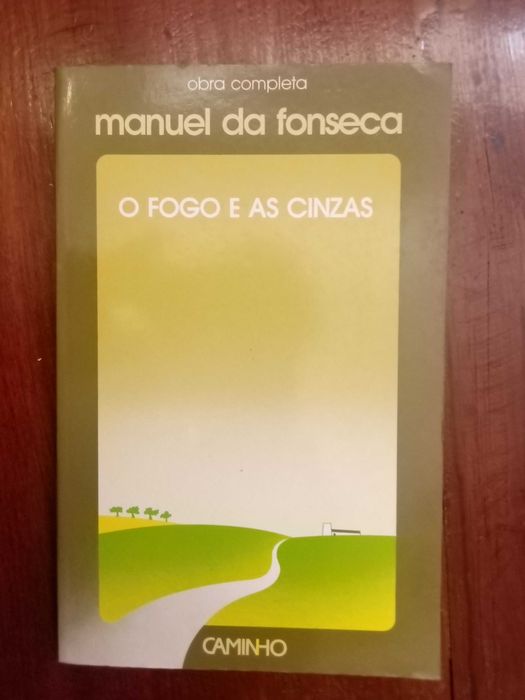 obra completa
manuel da fonseca
O FOGO E AS CINZAS
CAMINHO